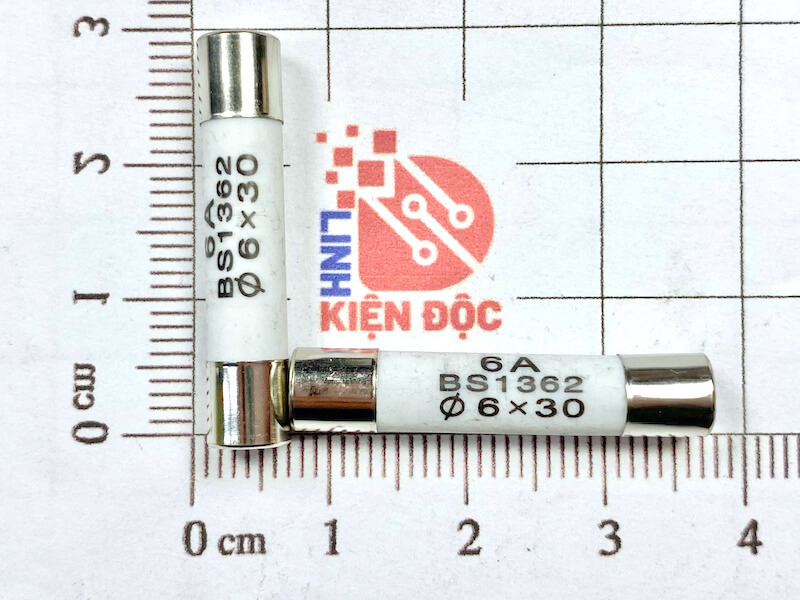 3
2
1
0 cm
6A
BS1362
Ø 6×30
LINH
KIỆN ĐỘC
6A
BS1362
Ø 6×30
0 cm
1
2
3
4